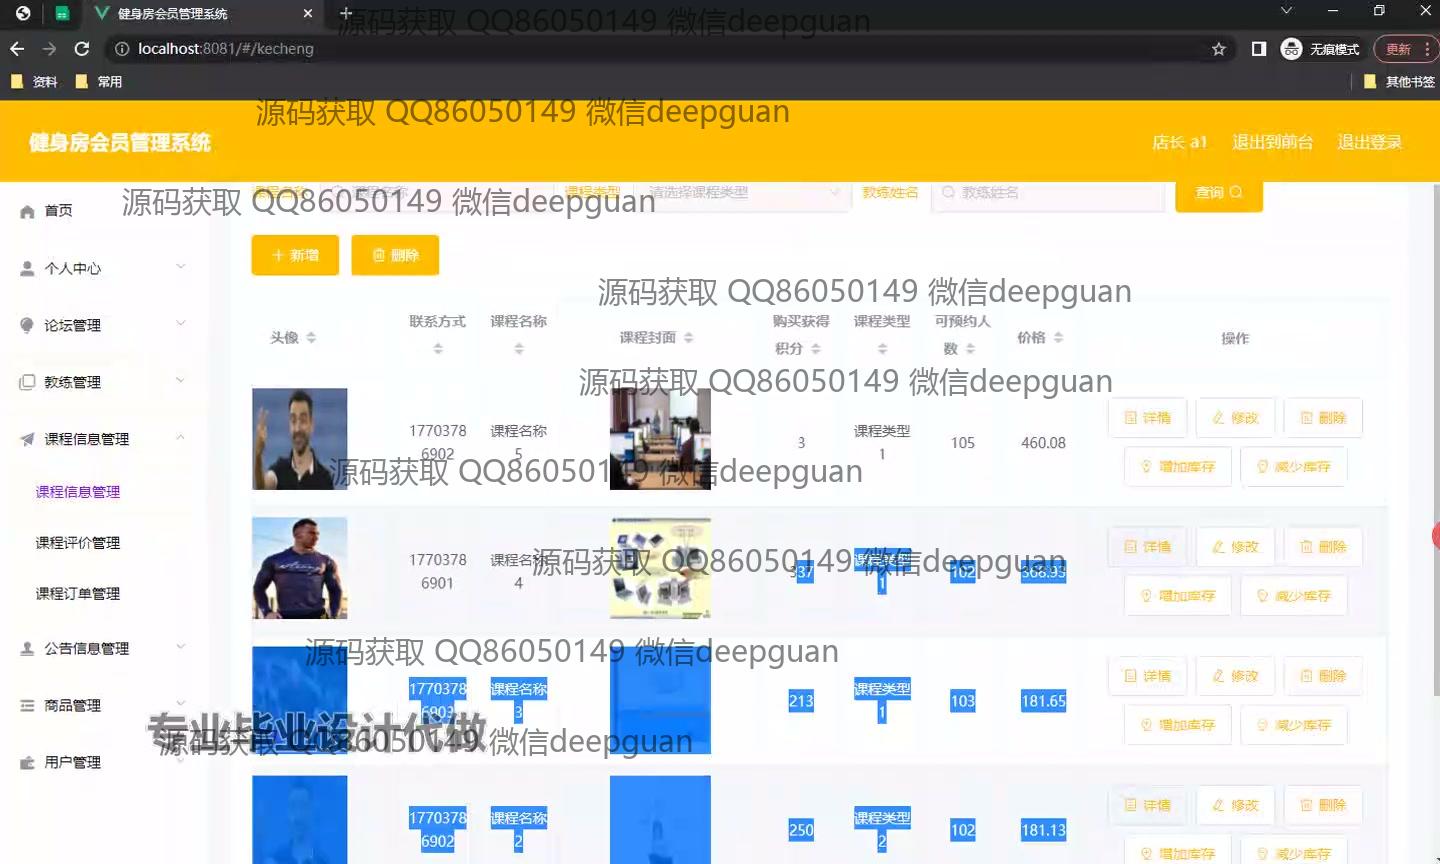 健身房会员管理系统
源码获取 QQ86050149 微信deepguan
localhost:8081/#/kecheng
无痕模式
更新
资料
常用
其他书签
源码获取 QQ86050149 微信deepguan
健身房会员管理系统
店长 a1
退出到前台
退出登录
课程名称
课程名称
课程类型
请选择课程类型
教练姓名
教练姓名
查询
源码获取 QQ86050149 微信deepguan
首页
个人中心
论坛管理
教练管理
课程信息管理
课程信息管理
课程评价管理
课程订单管理
公告信息管理
商品管理
用户管理
新增
删除
源码获取 QQ86050149 微信deepguan
头像
联系方式
课程名称
课程封面
购买获得
积分
课程类型
可预约人
数
价格
操作
源码获取 QQ86050149 微信deepguan
1770378
6902
课程名称
5
3
课程类型
1
105
460.08
详情
修改
删除
增加库存
减少库存
源码获取 QQ86050149 微信deepguan
1770378
6901
课程名称
4
337
课程类型
1
102
368.93
详情
修改
删除
增加库存
减少库存
源码获取 QQ86050149 微信deepguan
源码获取 QQ86050149 微信deepguan
1770378
6903
课程名称
3
213
课程类型
1
103
181.65
详情
修改
删除
增加库存
减少库存
专业毕业设计代做
源码获取 QQ86050149 微信deepguan
1770378
6902
课程名称
2
250
课程类型
2
102
181.13
详情
修改
删除
增加库存
减少库存